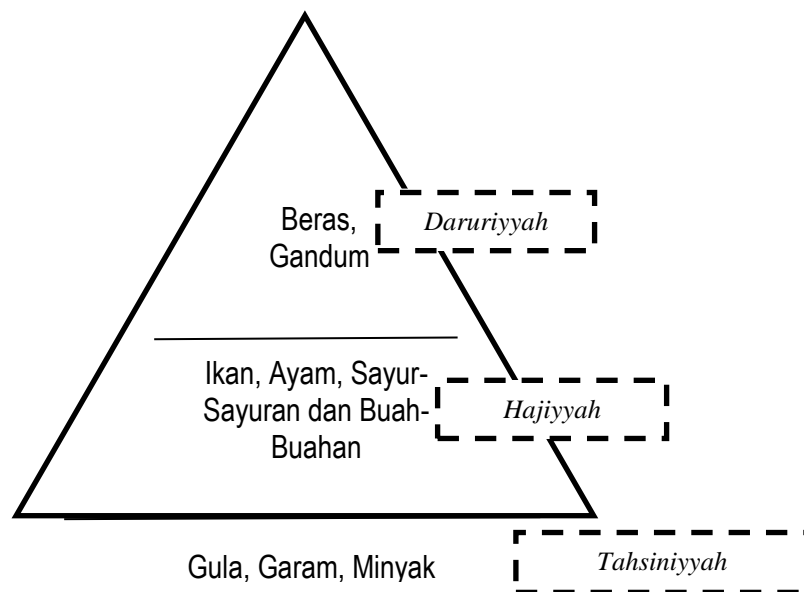 Beras,
Gandum
Daruriyyah
Ikan, Ayam, Sayur-
Sayuran dan Buah-
Buahan
Hajiyyah
Gula, Garam, Minyak
Tahsiniyyah